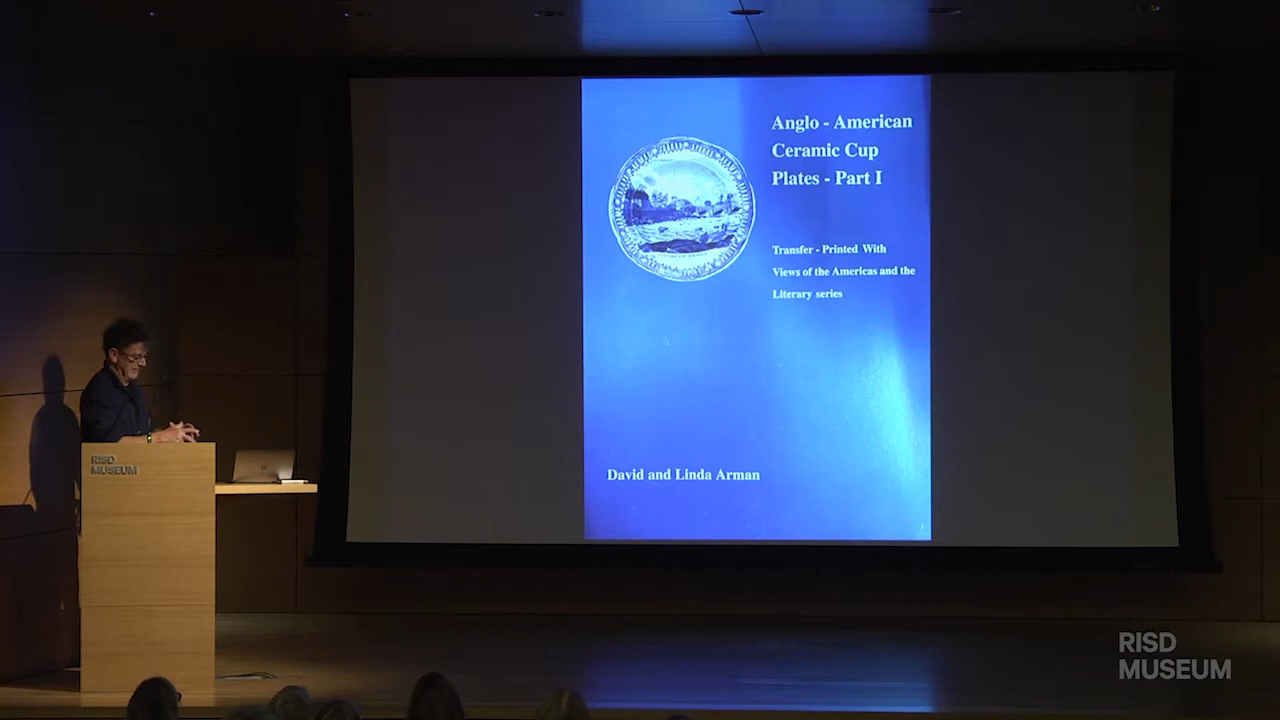 Anglo - American
Ceramic Cup
Plates - Part I
Transfer - Printed With
Views of the Americas and the
Literary series
David and Linda Arman
RISD
MUSEUM
RISD
MUSEUM